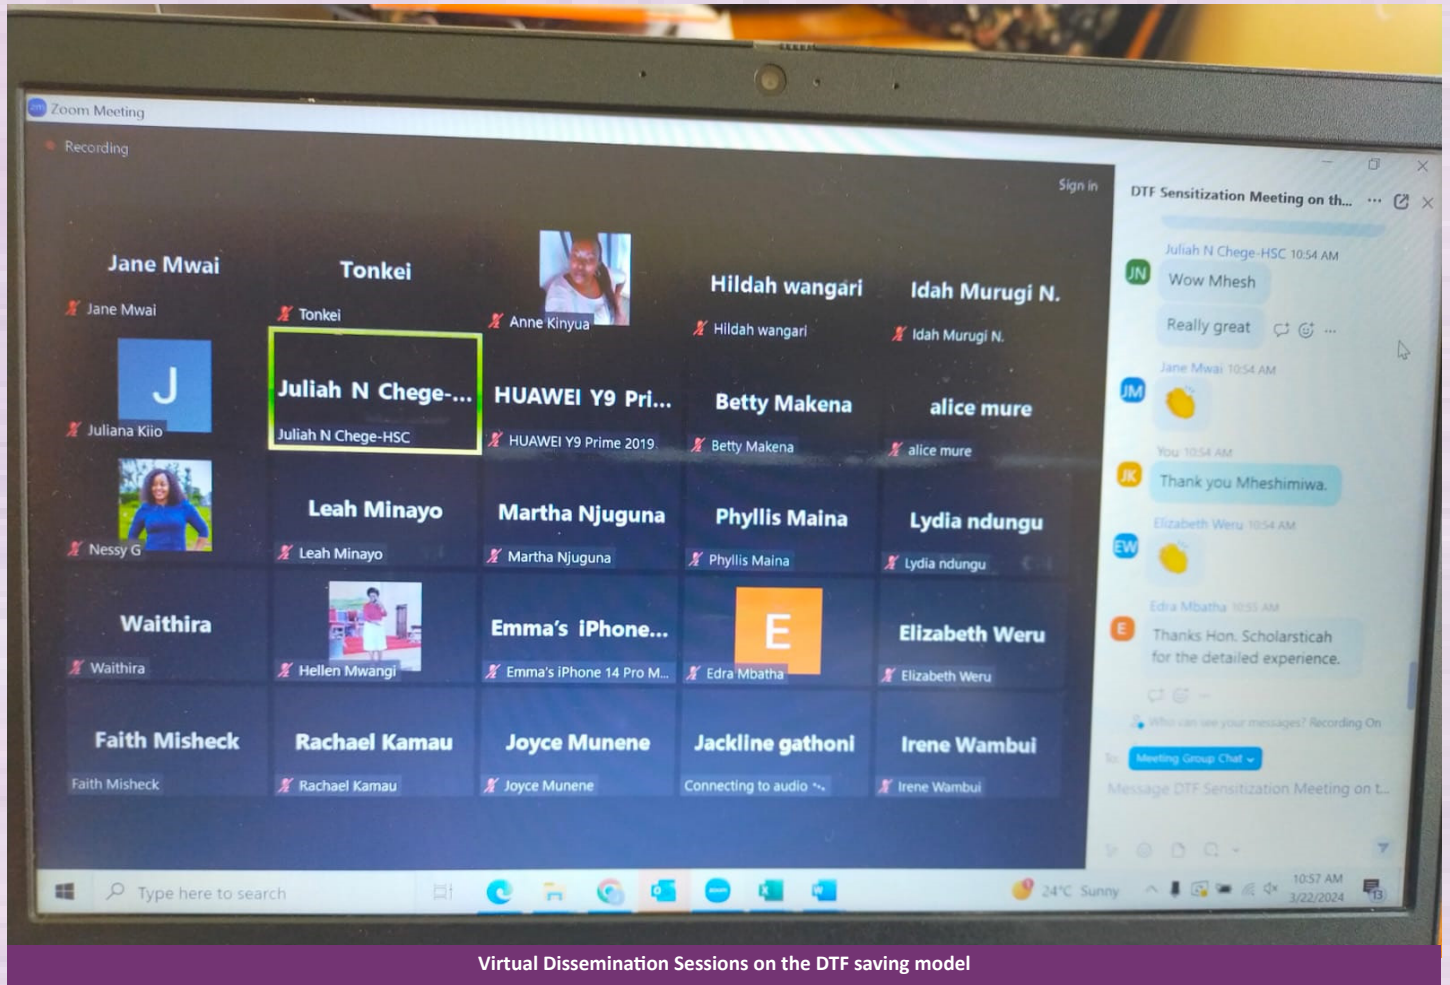 Zoom Meeting
Recording
Sign in
Jane Mwai
Jane Mwai
Tonkei
Tonkei
Anne Kinyua
Hildah wangari
Hildah wangari
Idah Murugi N.
Idah Murugi N.
J
Juliana Kiio
Juliah N Chege-...
Juliah N Chege-HSC
HUAWEI Y9 Pri...
HUAWEI Y9 Prime 2019
Betty Makena
Betty Makena
alice mure
alice mure
Nessy G
Leah Minayo
Leah Minayo
Martha Njuguna
Martha Njuguna
Phyllis Maina
Phyllis Maina
Lydia ndungu
Lydia ndungu
Waithira
Waithira
Hellen Mwangi
Emma's iPhone...
Emma's iPhone 14 Pro M...
E
Edra Mbatha
Elizabeth Weru
Elizabeth Weru
Faith Misheck
Faith Misheck
Rachael Kamau
Rachael Kamau
Joyce Munene
Joyce Munene
Jackline gathoni
Connecting to audio
Irene Wambui
Irene Wambui
DTF Sensitization Meeting on th...
Juliah N Chege-HSC 10:54 AM
JN
Wow Mhesh
Really great
Jane Mwai 10:54 AM
JM
You 10:54 AM
JK
Thank you Mheshimiwa.
Elizabeth Weru 10:54 AM
EW
Edra Mbatha 10:55 AM
E
Thanks Hon. Scholarsticah
for the detailed experience.
Who can see your messages? Recording On
To: Meeting Group Chat
Message DTF Sensitization Meeting on t...
Type here to search
zoom
24°C Sunny
10:57 AM
3/22/2024
13
Virtual Dissemination Sessions on the DTF saving model